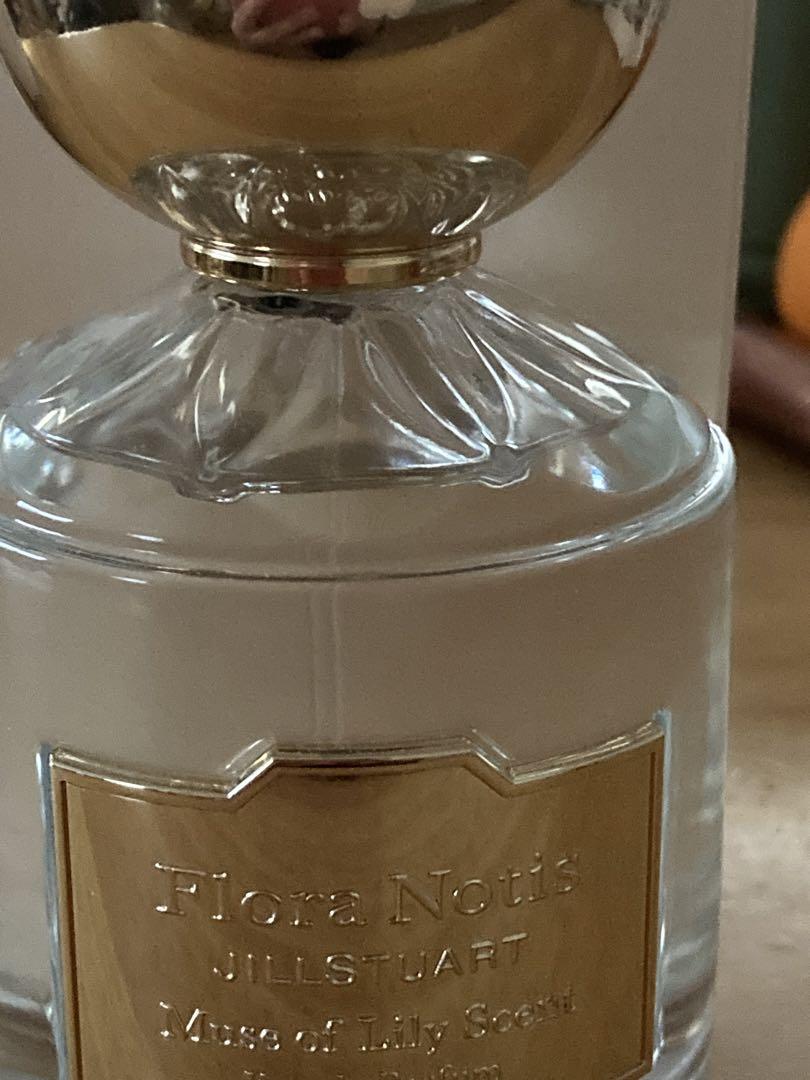 Flora Notis
JILLSTUART
Muse of Lily Scent